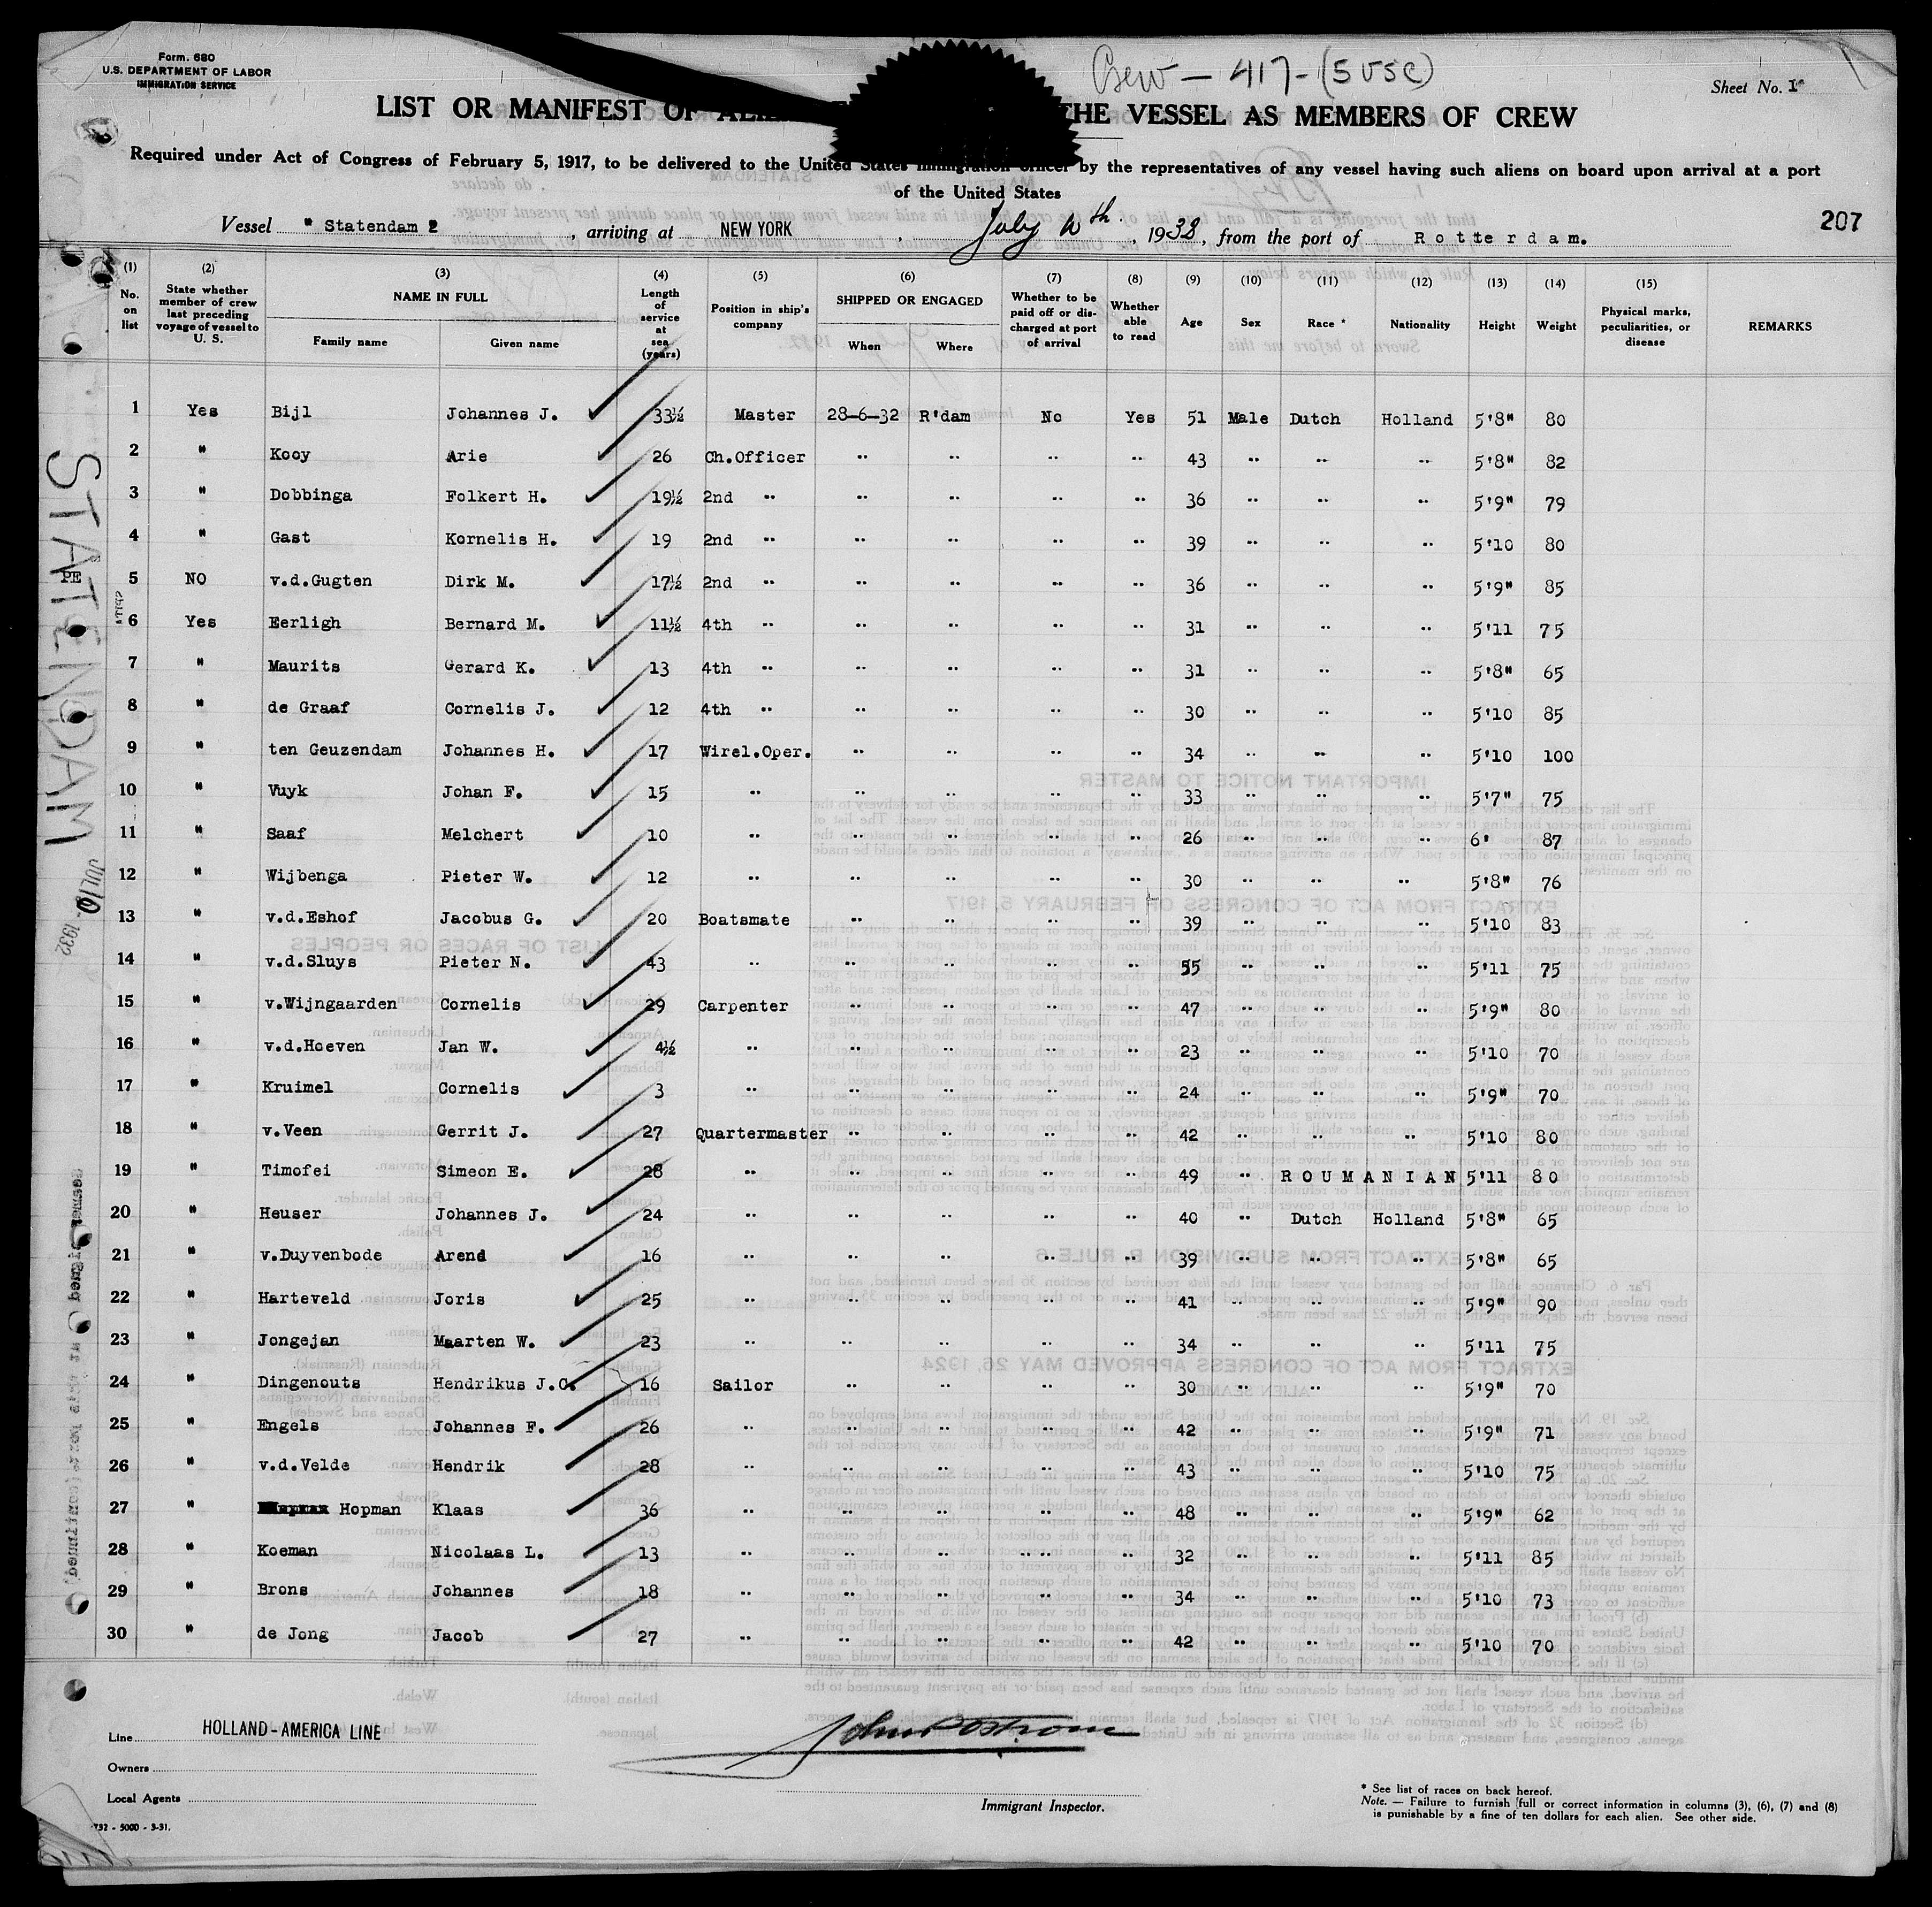 Form. 680
U.S. DEPARTMENT OF LABOR
IMMIGRATION SERVICE
Crew - 417 - (5 USC)
Sheet No. 1
LIST OR MANIFEST OF THE VESSEL AS MEMBERS OF CREW
Required under Act of Congress of February 5, 1917, to be delivered to the United States immigration officer by the representatives of any vessel having such aliens on board upon arrival at a port
of the United States
207
Vessel " Statendam , arriving at NEW YORK , July th , 1932, from the port of Rotterdam.
(1) (2) (3) (4) (5) (6) (7) (8) (9) (10) (11) (12) (13) (14) (15)
No. on list | State whether member of crew last preceding voyage of vessel to U. S. | NAME IN FULL Family name Given name | Length of service at sea (years) | Position in ship's company | SHIPPED OR ENGAGED When Where | Whether to be paid off or discharged at port of arrival | Whether able to read | Age | Sex | Race * | Nationality | Height | Weight | Physical marks, peculiarities, or disease | REMARKS
1 Yes Bijl Johannes J. 33½ Master 28-6-32 R'dam No Yes 51 Male Dutch Holland 5'8" 80
2 " Kooy Arie 26 Ch.Officer " " " " 43 " " " 5'8" 82
3 " Dobbinga Folkert H. 19½ 2nd " " " " " 36 " " " 5'9" 79
4 " Gast Kornelis H. 19 2nd " " " " " 39 " " " 5'10 80
PE 5 NO v.d.Gugten Dirk M. 17½ 2nd " " " " " 36 " " " 5'9" 85
6 Yes Eerligh Bernard M. 11½ 4th " " " " " 31 " " " 5'11 75
7 " Maurits Gerard K. 13 4th " " " " " 31 " " " 5'8" 65
8 " de Graaf Cornelis J. 12 4th " " " " " 30 " " " 5'10 85
9 " ten Geuzendam Johannes H. 17 Wirel.Oper. " " " " 34 " " " 5'10 100
10 " Vuyk Johan F. 15 " " " " " 33 " " " 5'7" 75
11 " Saaf Melchert 10 " " " " " 26 " " " 6' 87
12 " Wijbenga Pieter W. 12 " " " " " 30 " " " 5'8" 76
13 " v.d.Eshof Jacobus G. 20 Boatsmate " " " " 39 " " " 5'10 83
14 " v.d.Sluys Pieter N. 43 " " " " " 55 " " " 5'11 75
15 " v.Wijngaarden Cornelis 29 Carpenter " " " " 47 " " " 5'9" 80
16 " v.d.Hoeven Jan W. 4½ " " " " " 23 " " " 5'10 70
17 " Kruimel Cornelis 3 " " " " " 24 " " " 5'9" 70
18 " v.Veen Gerrit J. 27 Quartermaster " " " " 42 " " " 5'10 80
19 " Timofei Simeon E. 28 " " " " " 49 " ROUMANIAN 5'11 80
20 " Heuser Johannes J. 24 " " " " " 40 " Dutch Holland 5'8" 65
21 " v.Duyvenbode Arend 16 " " " " " 39 " " " 5'8" 65
22 " Harteveld Joris 25 " " " " " 41 " " " 5'9" 90
23 " Jongejan Maarten W. 23 " " " " " 34 " " " 5'11 75
24 " Dingenouts Hendrikus J.C. 16 Sailor " " " " 30 " " " 5'9" 70
25 " Engels Johannes F. 26 " " " " " 42 " " " 5'9" 71
26 " v.d.Velde Hendrik 28 " " " " " 43 " " " 5'10 75
27 " Hopman Klaas 36 " " " " " 48 " " " 5'9" 62
28 " Koeman Nicolaas L. 13 " " " " " 32 " " " 5'11 85
29 " Brons Johannes 18 " " " " " 34 " " " 5'10 73
30 " de Jong Jacob 27 " " " " " 42 " " " 5'10 70
STATENDAM
JUL 10 1932
Line HOLLAND-AMERICA LINE
Owners
Local Agents
732 - 5000 - 3-31.
Immigrant Inspector.
* See list of races on back hereof.
Note. — Failure to furnish full or correct information in columns (3), (6), (7) and (8)
is punishable by a fine of ten dollars for each alien. See other side.